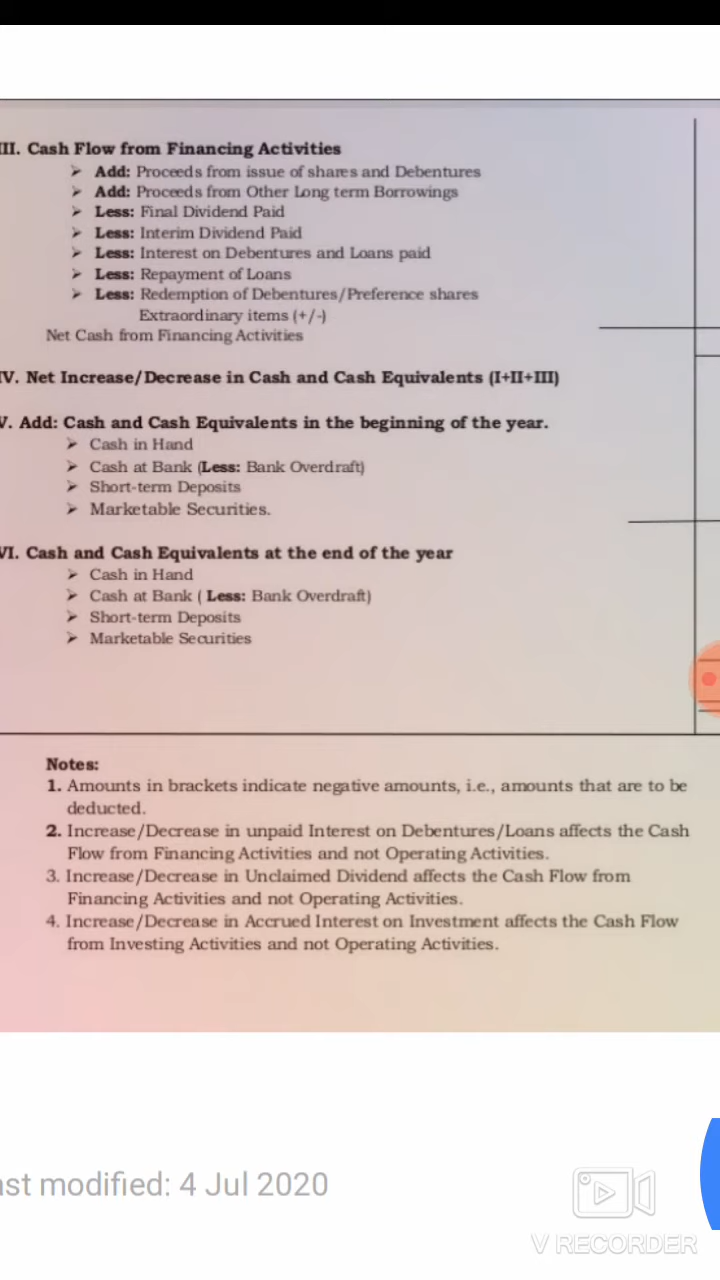 III. Cash Flow from Financing Activities
➢ Add: Proceeds from issue of shares and Debentures
➢ Add: Proceeds from Other Long term Borrowings
➢ Less: Final Dividend Paid
➢ Less: Interim Dividend Paid
➢ Less: Interest on Debentures and Loans paid
➢ Less: Repayment of Loans
➢ Less: Redemption of Debentures/Preference shares
Extraordinary items (+/-)
Net Cash from Financing Activities
IV. Net Increase/Decrease in Cash and Cash Equivalents (I+II+III)
V. Add: Cash and Cash Equivalents in the beginning of the year.
➢ Cash in Hand
➢ Cash at Bank (Less: Bank Overdraft)
➢ Short-term Deposits
➢ Marketable Securities.
VI. Cash and Cash Equivalents at the end of the year
➢ Cash in Hand
➢ Cash at Bank ( Less: Bank Overdraft)
➢ Short-term Deposits
➢ Marketable Securities
Notes:
1. Amounts in brackets indicate negative amounts, i.e., amounts that are to be
deducted.
2. Increase/Decrease in unpaid Interest on Debentures/Loans affects the Cash
Flow from Financing Activities and not Operating Activities.
3. Increase/Decrease in Unclaimed Dividend affects the Cash Flow from
Financing Activities and not Operating Activities.
4. Increase/Decrease in Accrued Interest on Investment affects the Cash Flow
from Investing Activities and not Operating Activities.
ast modified: 4 Jul 2020
V RECORDER